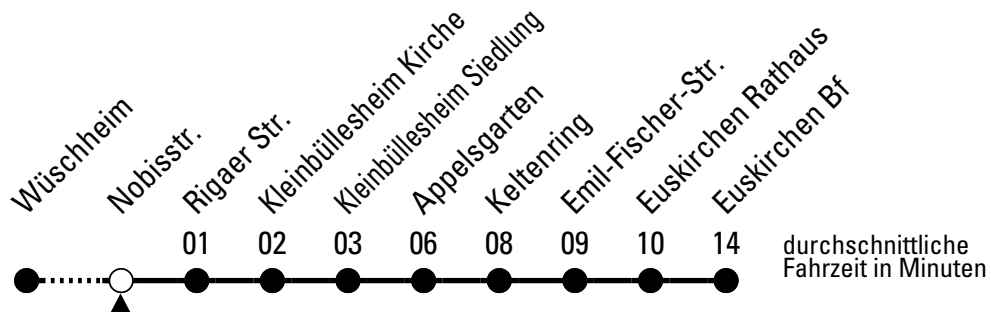 Wüschheim
Nobisstr.
Rigaer Str.
Kleinbüllesheim Kirche
Kleinbüllesheim Siedlung
Appelsgarten
Keltenring
Emil-Fischer-Str.
Euskirchen Rathaus
Euskirchen Bf
01 02 03 06 08 09 10 14
durchschnittliche
Fahrzeit in Minuten